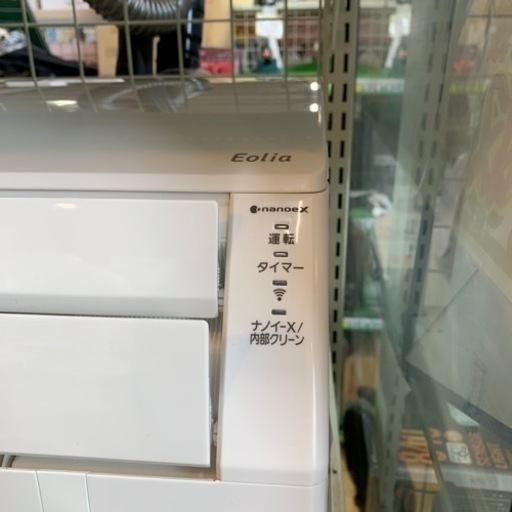 Eolia
nanoeX
運転
タイマー
ナノイーX/
内部クリーン